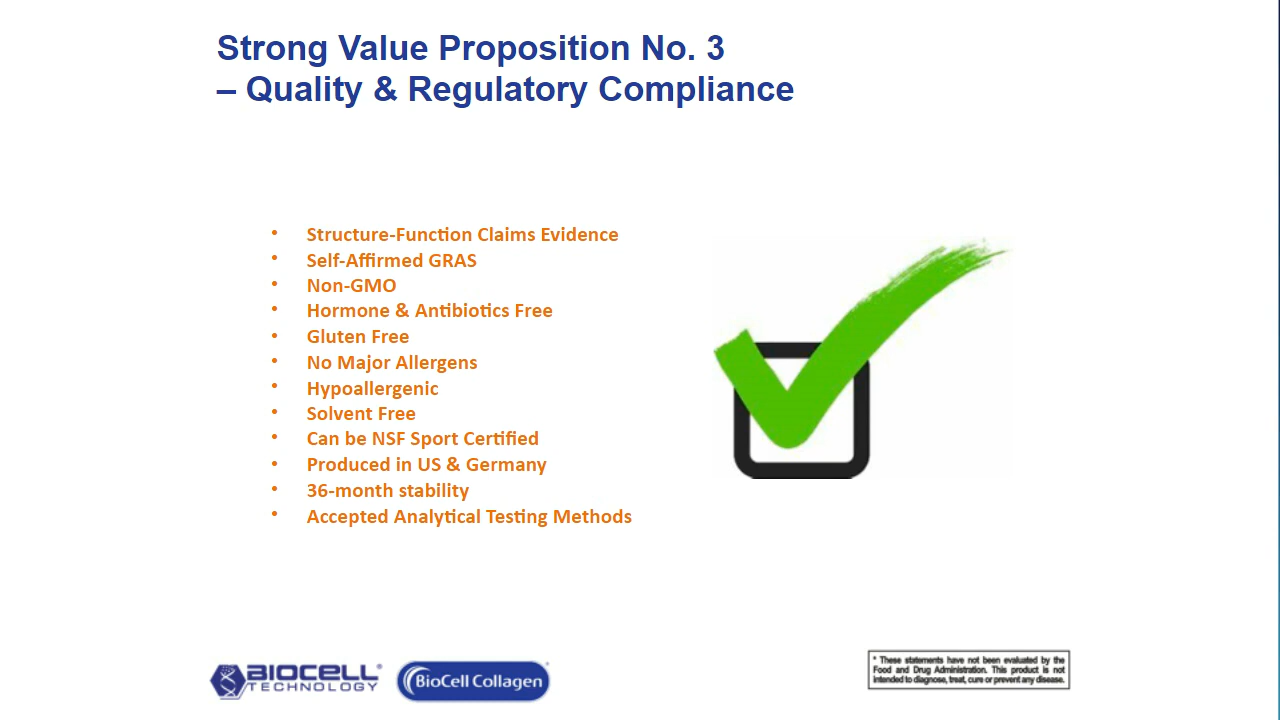 Strong Value Proposition No. 3
– Quality & Regulatory Compliance
• Structure-Function Claims Evidence
• Self-Affirmed GRAS
• Non-GMO
• Hormone & Antibiotics Free
• Gluten Free
• No Major Allergens
• Hypoallergenic
• Solvent Free
• Can be NSF Sport Certified
• Produced in US & Germany
• 36-month stability
• Accepted Analytical Testing Methods
BIOCELL®
TECHNOLOGY
BioCell Collagen
* These statements have not been evaluated by the
Food and Drug Administration. This product is not
intended to diagnose, treat, cure or prevent any disease.